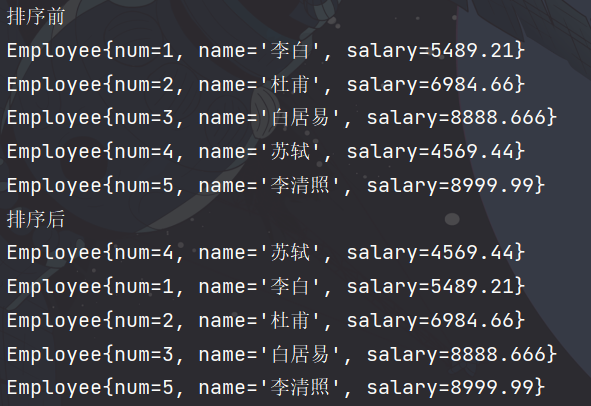 排序前
Employee{num=1, name='李白', salary=5489.21}
Employee{num=2, name='杜甫', salary=6984.66}
Employee{num=3, name='白居易', salary=8888.666}
Employee{num=4, name='苏轼', salary=4569.44}
Employee{num=5, name='李清照', salary=8999.99}
排序后
Employee{num=4, name='苏轼', salary=4569.44}
Employee{num=1, name='李白', salary=5489.21}
Employee{num=2, name='杜甫', salary=6984.66}
Employee{num=3, name='白居易', salary=8888.666}
Employee{num=5, name='李清照', salary=8999.99}